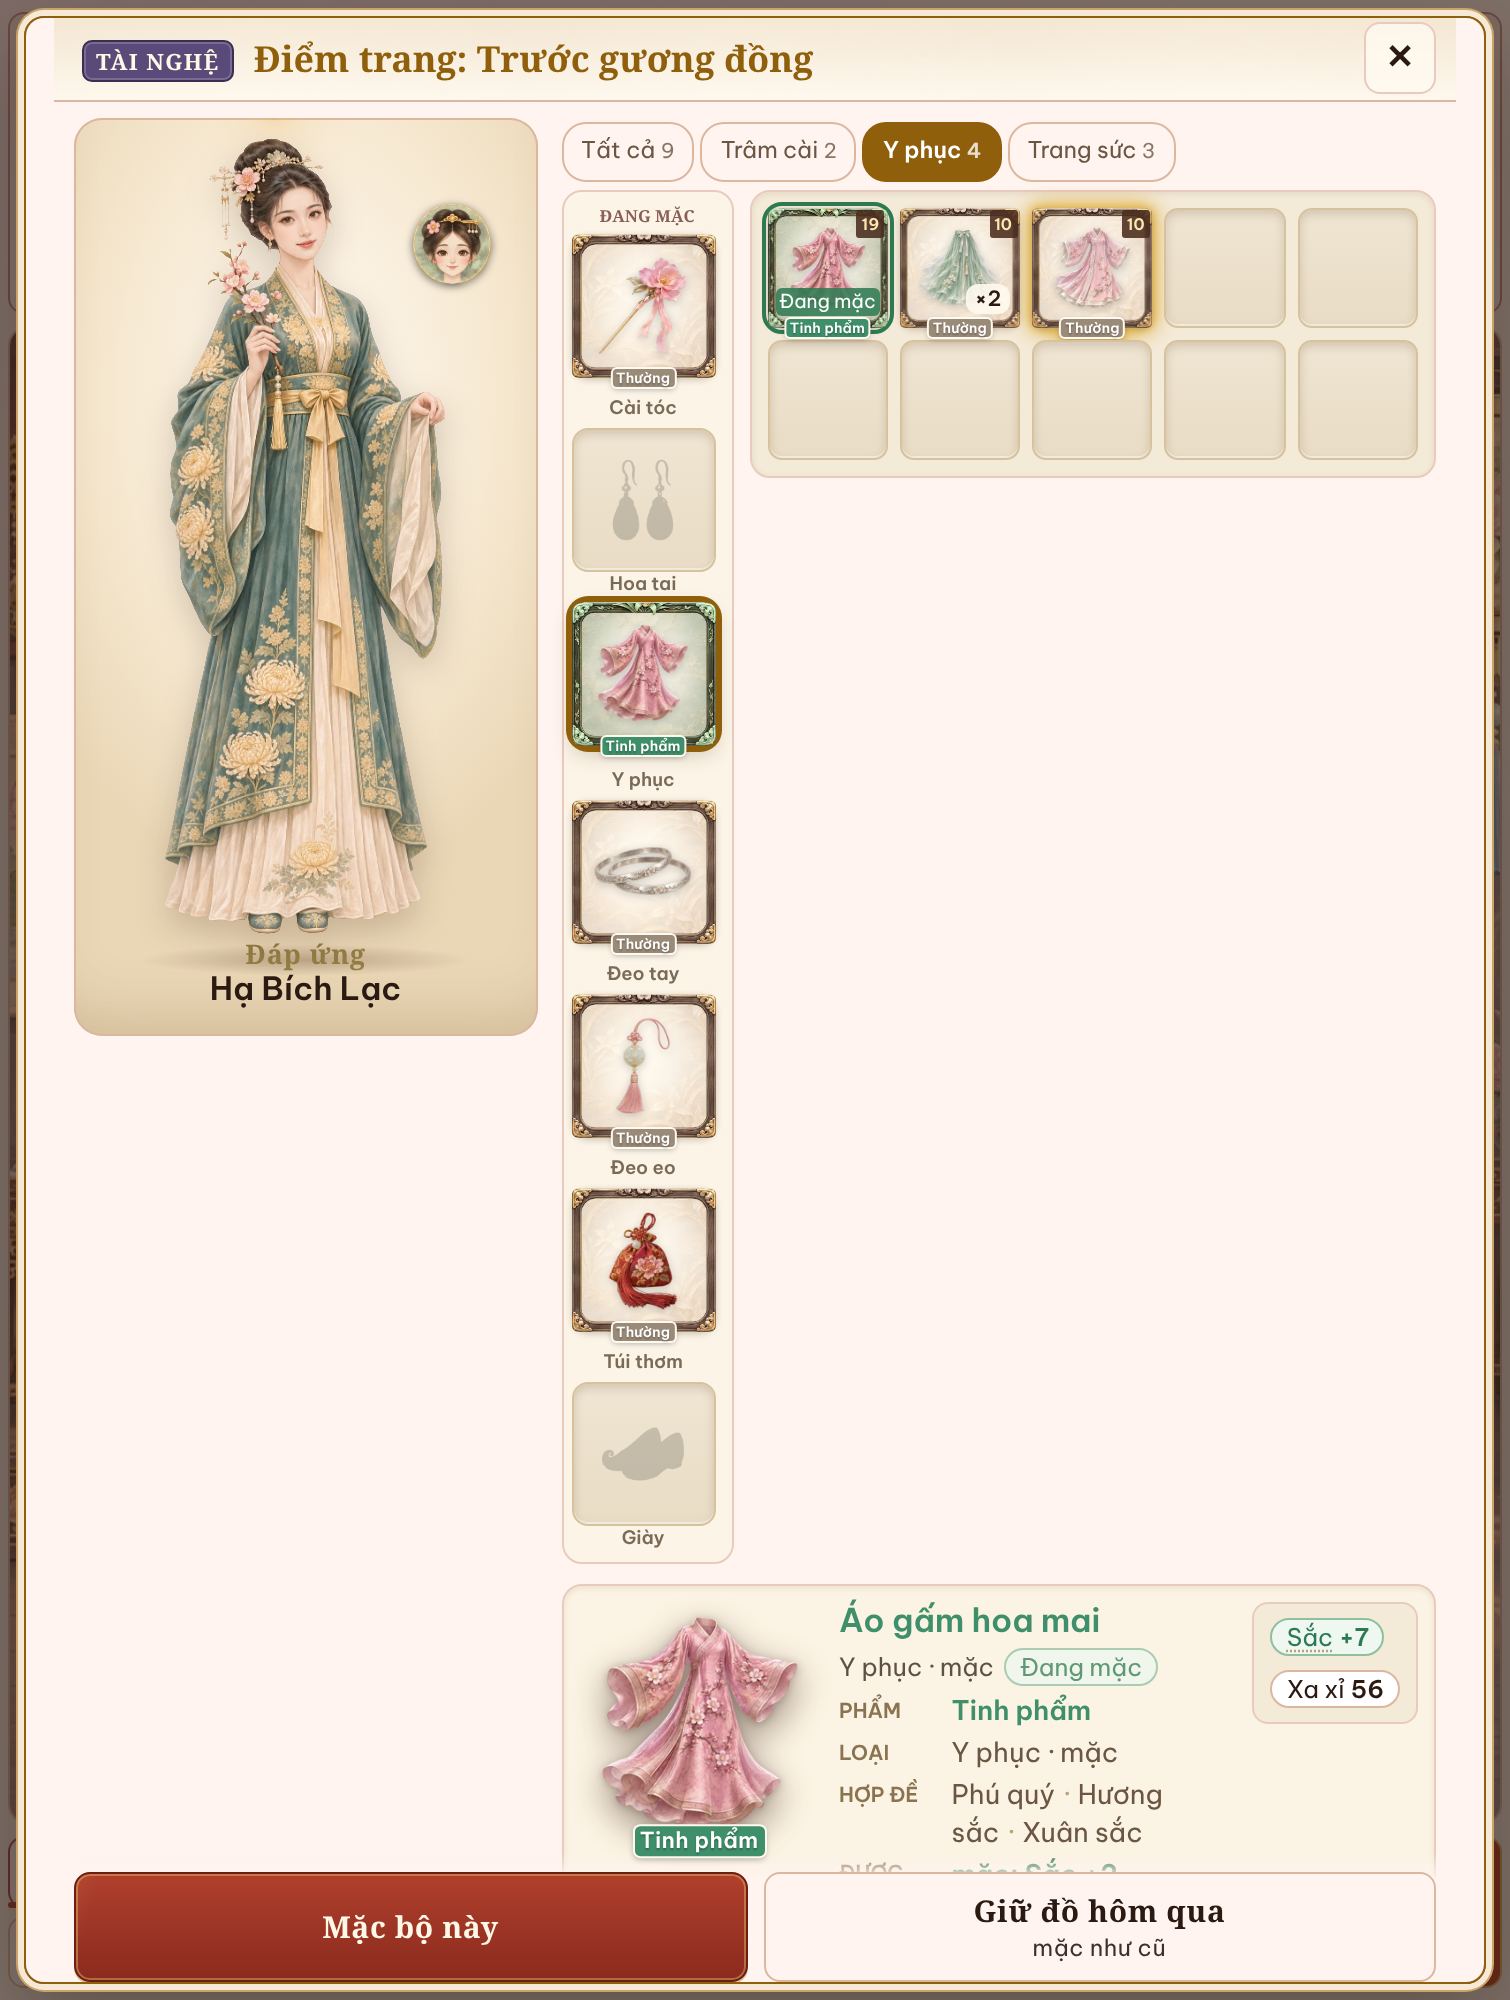 TÀI NGHỆ
Điểm trang: Trước gương đồng
×
Tất cả 9
Trâm cài 2
Y phục 4
Trang sức 3
Đáp ứng
Hạ Bích Lạc
ĐANG MẶC
Thường
Cài tóc
Hoa tai
Tinh phẩm
Y phục
Thường
Đeo tay
Thường
Đeo eo
Thường
Túi thơm
Giày
19
Đang mặc
Tinh phẩm
10
×2
Thường
10
Thường
Tinh phẩm
Áo gấm hoa mai
Y phục · mặc Đang mặc
PHẨM Tinh phẩm
LOẠI Y phục · mặc
HỢP ĐỀ Phú quý · Hương
sắc · Xuân sắc
Sắc +7
Xa xỉ 56
Mặc bộ này
Giữ đồ hôm qua
mặc như cũ